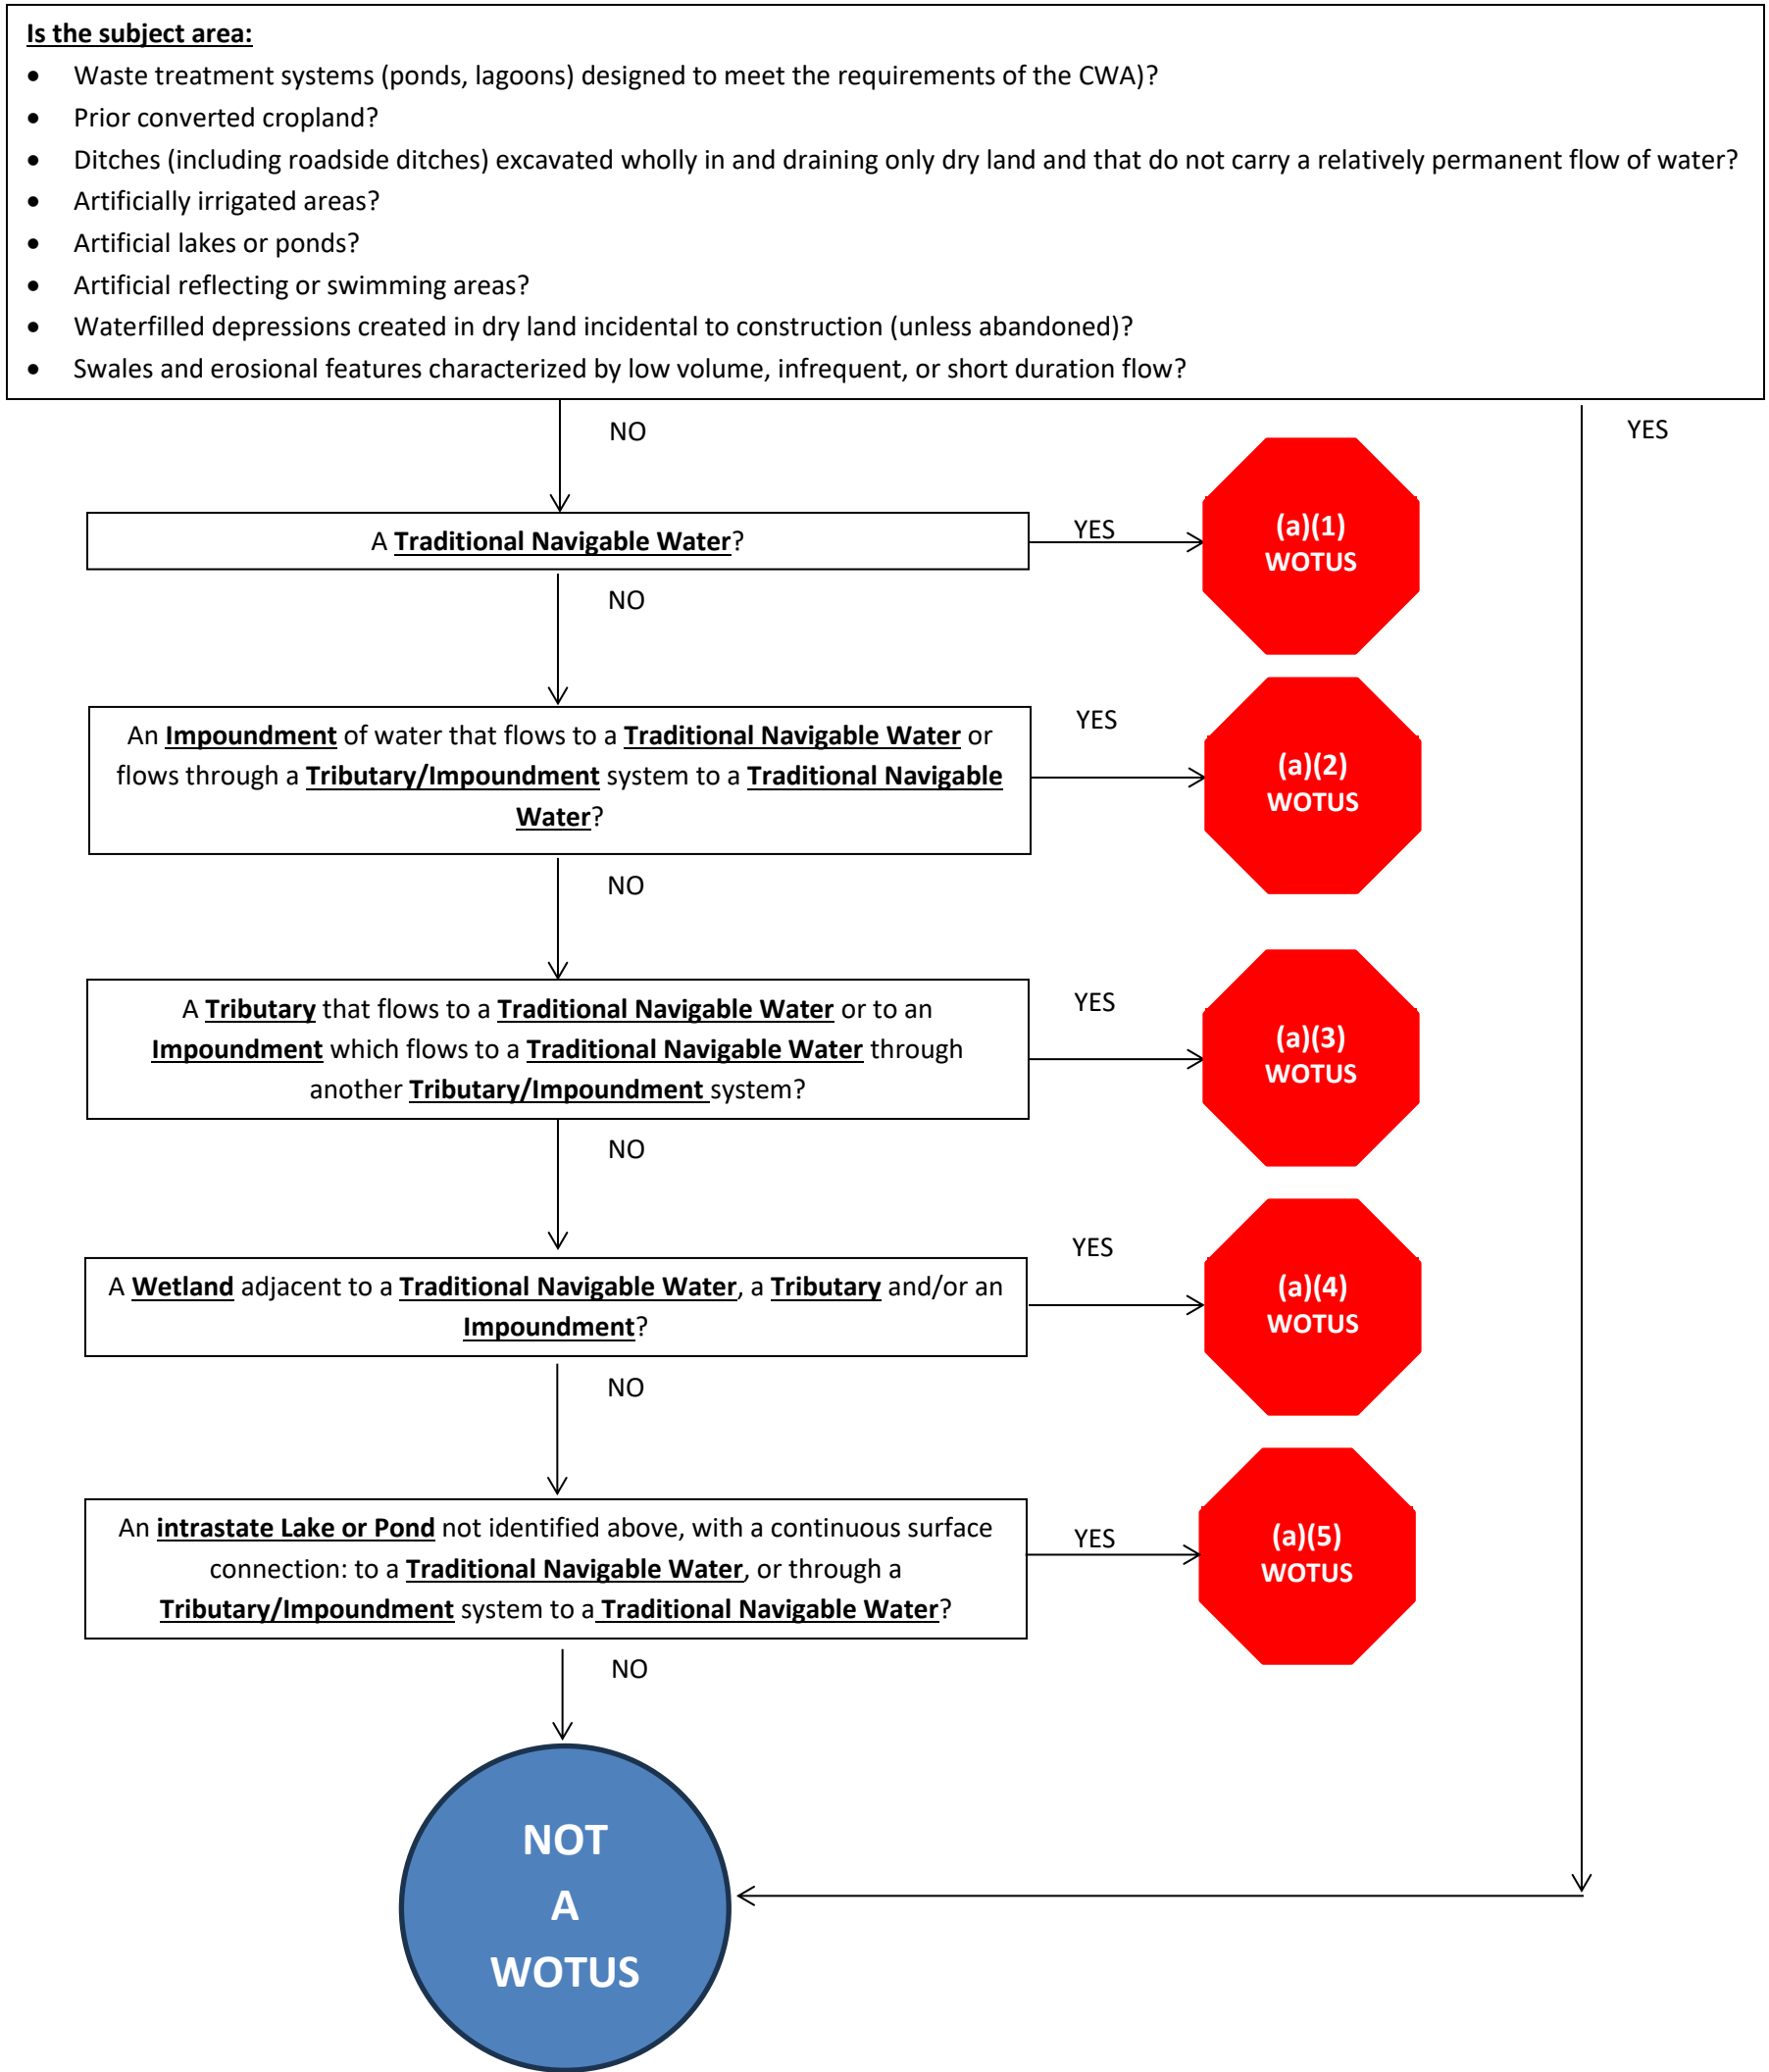 Is the subject area:
• Waste treatment systems (ponds, lagoons) designed to meet the requirements of the CWA)?
• Prior converted cropland?
• Ditches (including roadside ditches) excavated wholly in and draining only dry land and that do not carry a relatively permanent flow of water?
• Artificially irrigated areas?
• Artificial lakes or ponds?
• Artificial reflecting or swimming areas?
• Waterfilled depressions created in dry land incidental to construction (unless abandoned)?
• Swales and erosional features characterized by low volume, infrequent, or short duration flow?
NO
YES
A Traditional Navigable Water?
YES
(a)(1)
WOTUS
NO
An Impoundment of water that flows to a Traditional Navigable Water or
flows through a Tributary/Impoundment system to a Traditional Navigable
Water?
YES
(a)(2)
WOTUS
NO
A Tributary that flows to a Traditional Navigable Water or to an
Impoundment which flows to a Traditional Navigable Water through
another Tributary/Impoundment system?
YES
(a)(3)
WOTUS
NO
A Wetland adjacent to a Traditional Navigable Water, a Tributary and/or an
Impoundment?
YES
(a)(4)
WOTUS
NO
An intrastate Lake or Pond not identified above, with a continuous surface
connection: to a Traditional Navigable Water, or through a
Tributary/Impoundment system to a Traditional Navigable Water?
YES
(a)(5)
WOTUS
NO
NOT
A
WOTUS